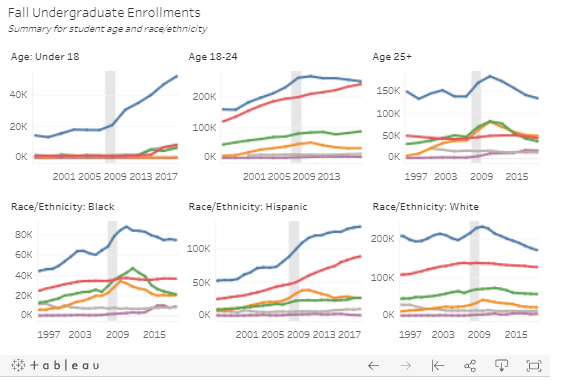 Fall Undergraduate Enrollments
Summary for student age and race/ethnicity
Age: Under 18
Age 18-24
Age 25+
40K
20K
0K
2001 2005 2009 2013 2017
200K
100K
0K
2001 2005 2009 2013
150K
100K
50K
0K
1997 2003 2009 2015
Race/Ethnicity: Black
Race/Ethnicity: Hispanic
Race/Ethnicity: White
80K
60K
40K
20K
0K
1997 2003 2009 2015
100K
50K
0K
2001 2005 2009 2013 2017
200K
100K
0K
1997 2003 2009 2015
+ a b | e a u